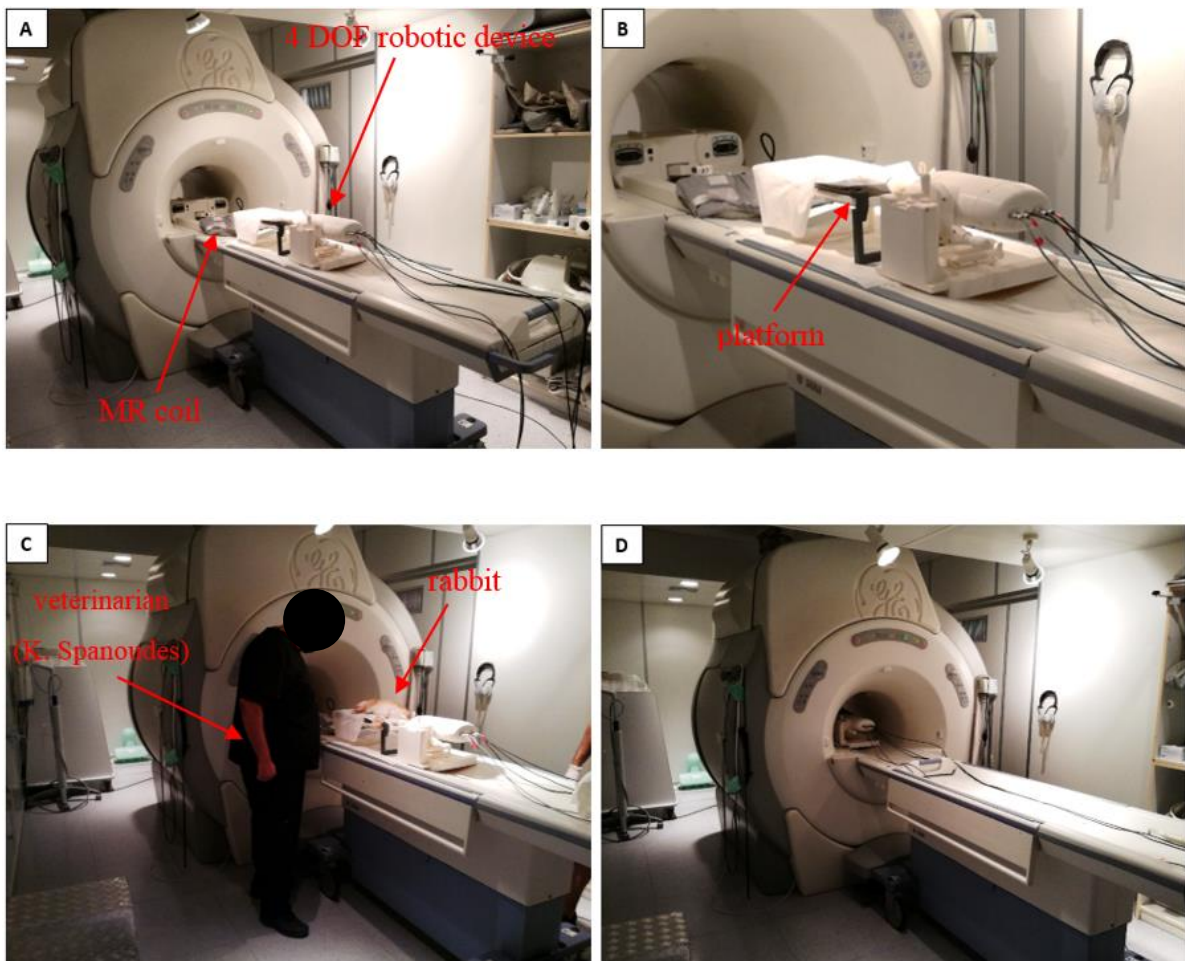 A
4 DOF robotic device
MR coil
B
platform
C
veterinarian
(K. Spanoudes)
rabbit
D